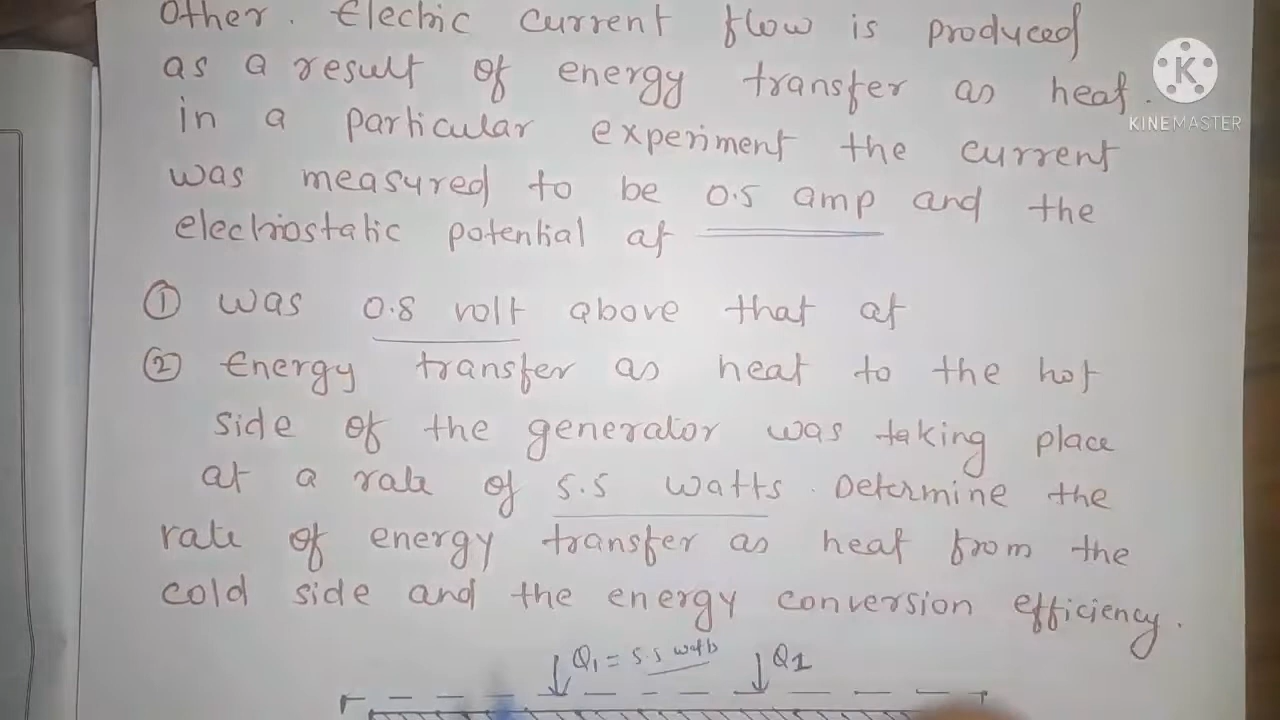 Other. Electric current flow is produced
as a result of energy transfer as heat.
in a particular experiment the current
was measured to be 0.5 amp and the
electriostatic potential at
① was 0.8 volt above that at
② Energy transfer as heat to the hot
side of the generator was taking place
at a rate of 5.5 watts. Determine the
rate of energy transfer as heat from the
cold side and the energy conversion efficiency.
Q1 = 5.5 watts Q1
K
KINEMASTER